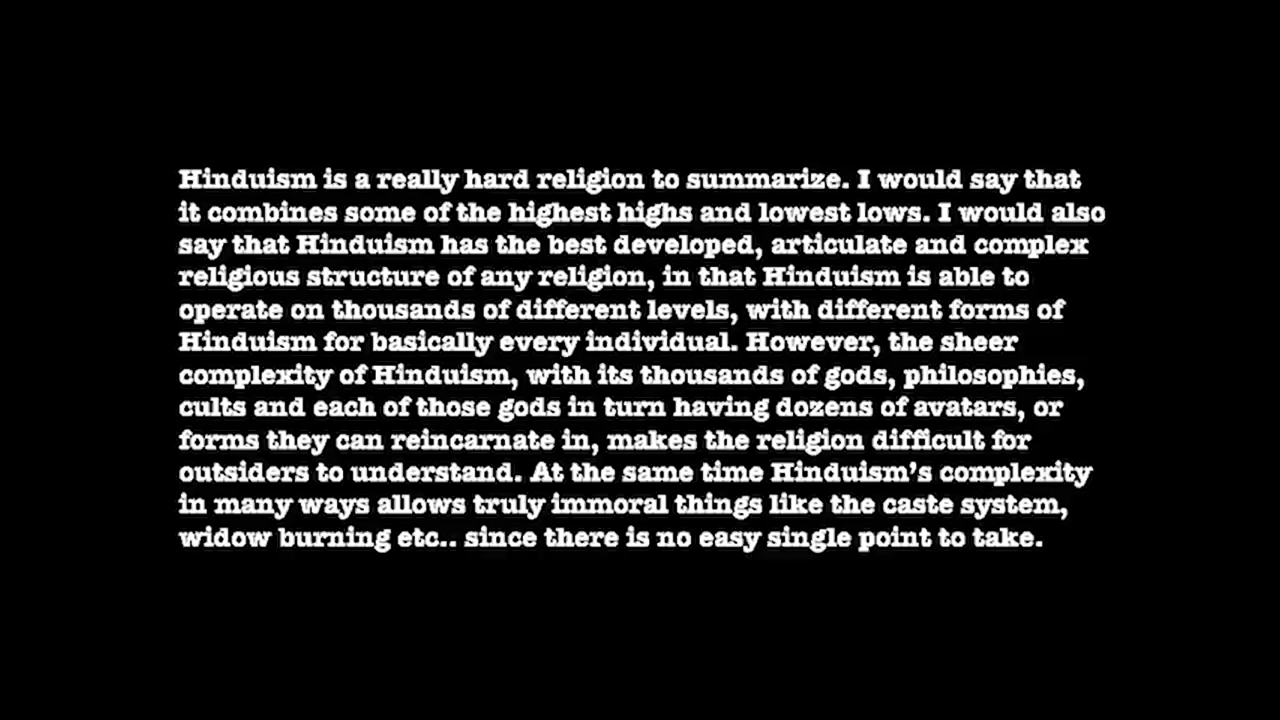 Hinduism is a really hard religion to summarize. I would say that
it combines some of the highest highs and lowest lows. I would also
say that Hinduism has the best developed, articulate and complex
religious structure of any religion, in that Hinduism is able to
operate on thousands of different levels, with different forms of
Hinduism for basically every individual. However, the sheer
complexity of Hinduism, with its thousands of gods, philosophies,
cults and each of those gods in turn having dozens of avatars, or
forms they can reincarnate in, makes the religion difficult for
outsiders to understand. At the same time Hinduism's complexity
in many ways allows truly immoral things like the caste system,
widow burning etc.. since there is no easy single point to take.